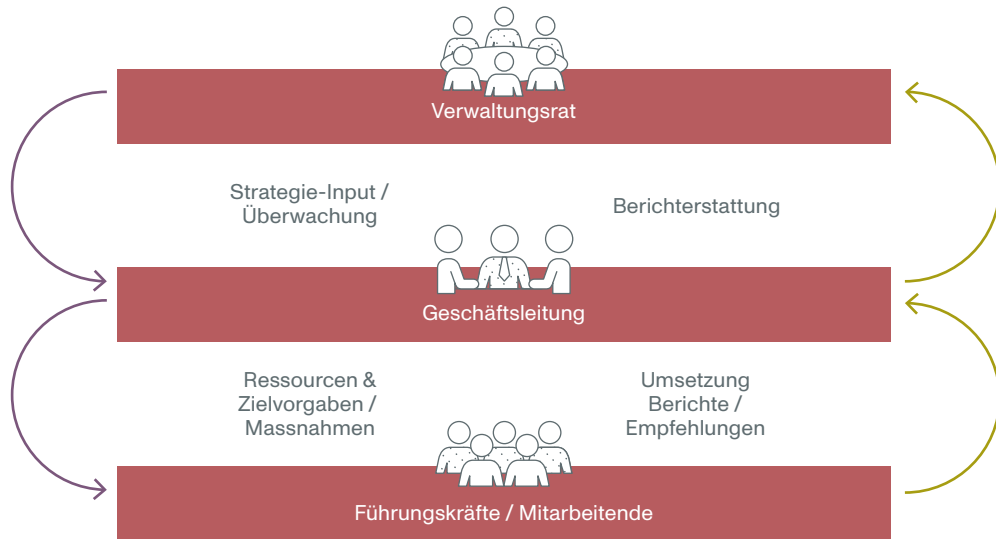 Verwaltungsrat
Strategie-Input /
Überwachung
Berichterstattung
Geschäftsleitung
Ressourcen &
Zielvorgaben /
Massnahmen
Umsetzung
Berichte /
Empfehlungen
Führungskräfte / Mitarbeitende